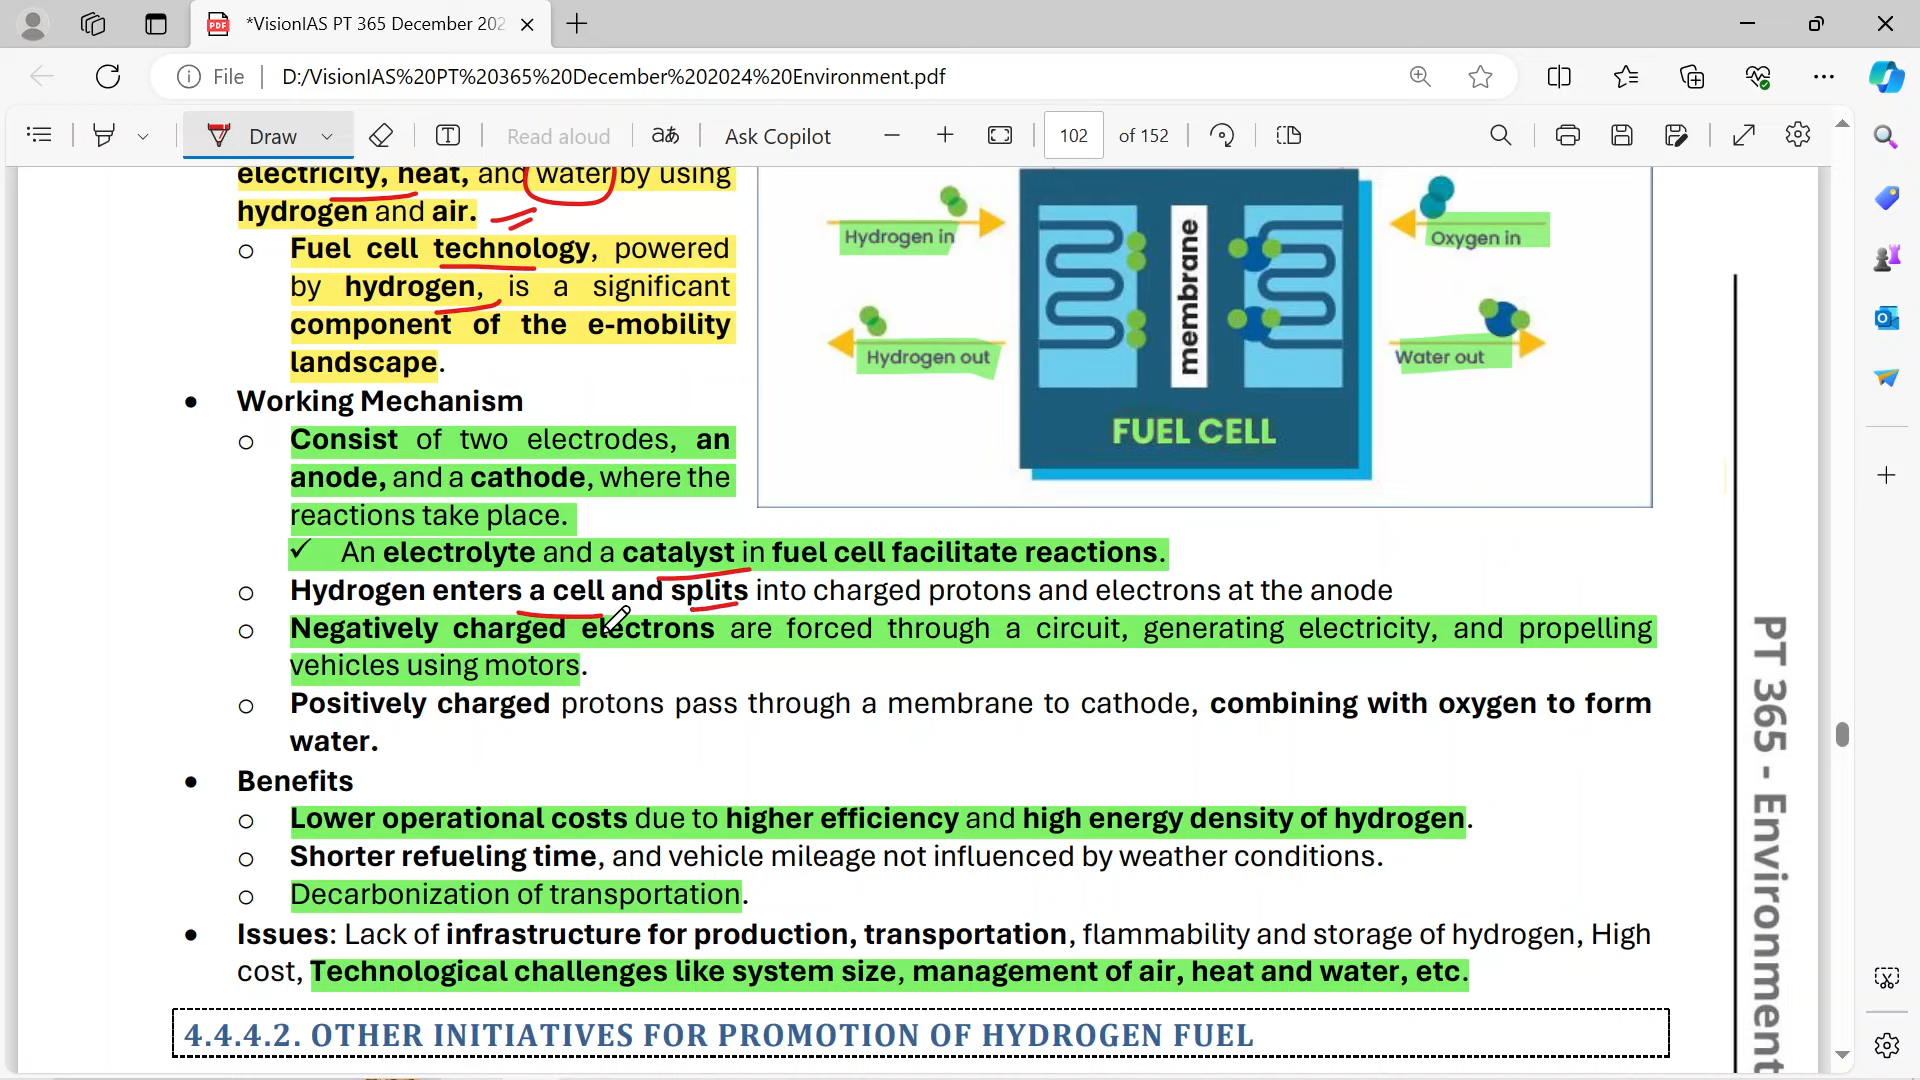 *VisionIAS PT 365 December 202
File
D:/VisionIAS%20PT%20365%20December%202024%20Environment.pdf
Draw
Read aloud
Ask Copilot
102
of 152
electricity, heat, and water by using
hydrogen and air.
o Fuel cell technology, powered
by hydrogen, is a significant
component of the e-mobility
landscape.
Hydrogen in
Oxygen in
membrane
Hydrogen out
Water out
FUEL CELL
• Working Mechanism
o Consist of two electrodes, an
anode, and a cathode, where the
reactions take place.
✓ An electrolyte and a catalyst in fuel cell facilitate reactions.
o Hydrogen enters a cell and splits into charged protons and electrons at the anode
o Negatively charged electrons are forced through a circuit, generating electricity, and propelling
vehicles using motors.
o Positively charged protons pass through a membrane to cathode, combining with oxygen to form
water.
• Benefits
o Lower operational costs due to higher efficiency and high energy density of hydrogen.
o Shorter refueling time, and vehicle mileage not influenced by weather conditions.
o Decarbonization of transportation.
• Issues: Lack of infrastructure for production, transportation, flammability and storage of hydrogen, High
cost, Technological challenges like system size, management of air, heat and water, etc.
4.4.4.2. OTHER INITIATIVES FOR PROMOTION OF HYDROGEN FUEL
PT 365 - Environment